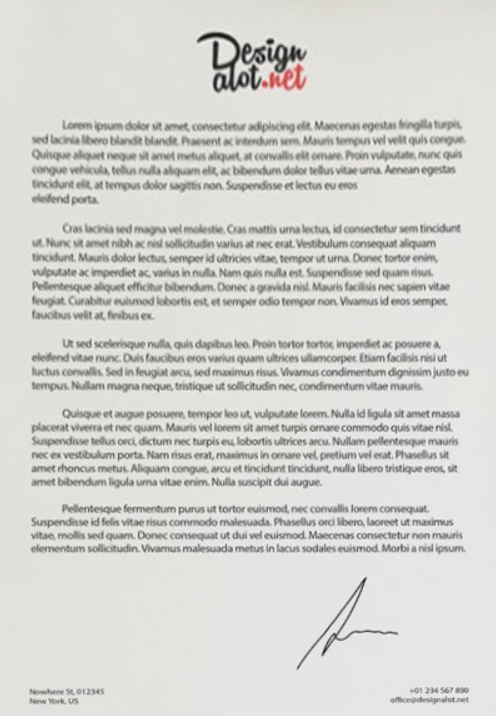 Design
alot.net
Lorem ipsum dolor sit amet, consectetur adipiscing elit. Maecenas egestas fringilla turpis,
sed lacinia libero blandit blandit. Praesent ac interdum sem. Mauris tempus vel velit quis congue.
Quisque aliquet neque sit amet metus aliquet, at convallis elit ornare. Proin vulputate, nunc quis
congue vehicula, tellus nulla aliquam elit, ac bibendum dolor tellus vitae urna. Aenean egestas
tincidunt elit, at tempus dolor sagittis non. Suspendisse et lectus eu eros
eleifend porta.
Cras lacinia sed magna vel molestie. Cras mattis urna lectus, id consectetur sem tincidunt
ut. Nunc sit amet nibh ac nisl sollicitudin varius at nec erat. Vestibulum consequat aliquam
tincidunt. Mauris dolor lectus, semper id ultricies vitae, tempor ut urna. Donec tortor enim,
vulputate ac imperdiet ac, varius in nulla. Nam quis nulla est. Suspendisse sed quam risus.
Pellentesque aliquet efficitur bibendum. Donec a gravida nisl. Mauris facilisis nec sapien vitae
feugiat. Curabitur euismod lobortis est, et semper odio tempor non. Vivamus id eros semper,
faucibus velit at, finibus ex.
Ut sed scelerisque nulla, quis dapibus leo. Proin tortor tortor, imperdiet ac posuere a,
eleifend vitae nunc. Duis faucibus eros varius quam ultrices ullamcorper. Etiam facilisis nisi ut
luctus convallis. Sed in feugiat arcu, sed maximus risus. Vivamus condimentum dignissim justo eu
tempus. Nullam magna neque, tristique ut sollicitudin nec, condimentum vitae mauris.
Quisque et augue posuere, tempor leo ut, vulputate lorem. Nulla id ligula sit amet massa
placerat viverra et nec quam. Mauris vel lorem sit amet turpis ornare commodo quis vitae nisl.
Suspendisse tellus orci, dictum nec turpis eu, lobortis ultrices arcu. Nullam pellentesque mauris
nec ex vestibulum porta. Nam risus erat, maximus in ornare vel, pretium vel erat. Phasellus sit
amet rhoncus metus. Aliquam congue, arcu et tincidunt tincidunt, nulla libero tristique eros, sit
amet bibendum ligula urna vitae enim. Nulla suscipit dui augue.
Pellentesque fermentum purus ut tortor euismod, nec convallis lorem consequat.
Suspendisse id felis vitae risus commodo malesuada. Phasellus orci libero, laoreet ut maximus
vitae, mollis sed quam. Donec consequat ut dui vel euismod. Maecenas consectetur non mauris
elementum sollicitudin. Vivamus malesuada metus in lacus sodales euismod. Morbi a nisl ipsum.
Nowhere St, 012345
New York, US
+01 234 567 890
office@designalot.net